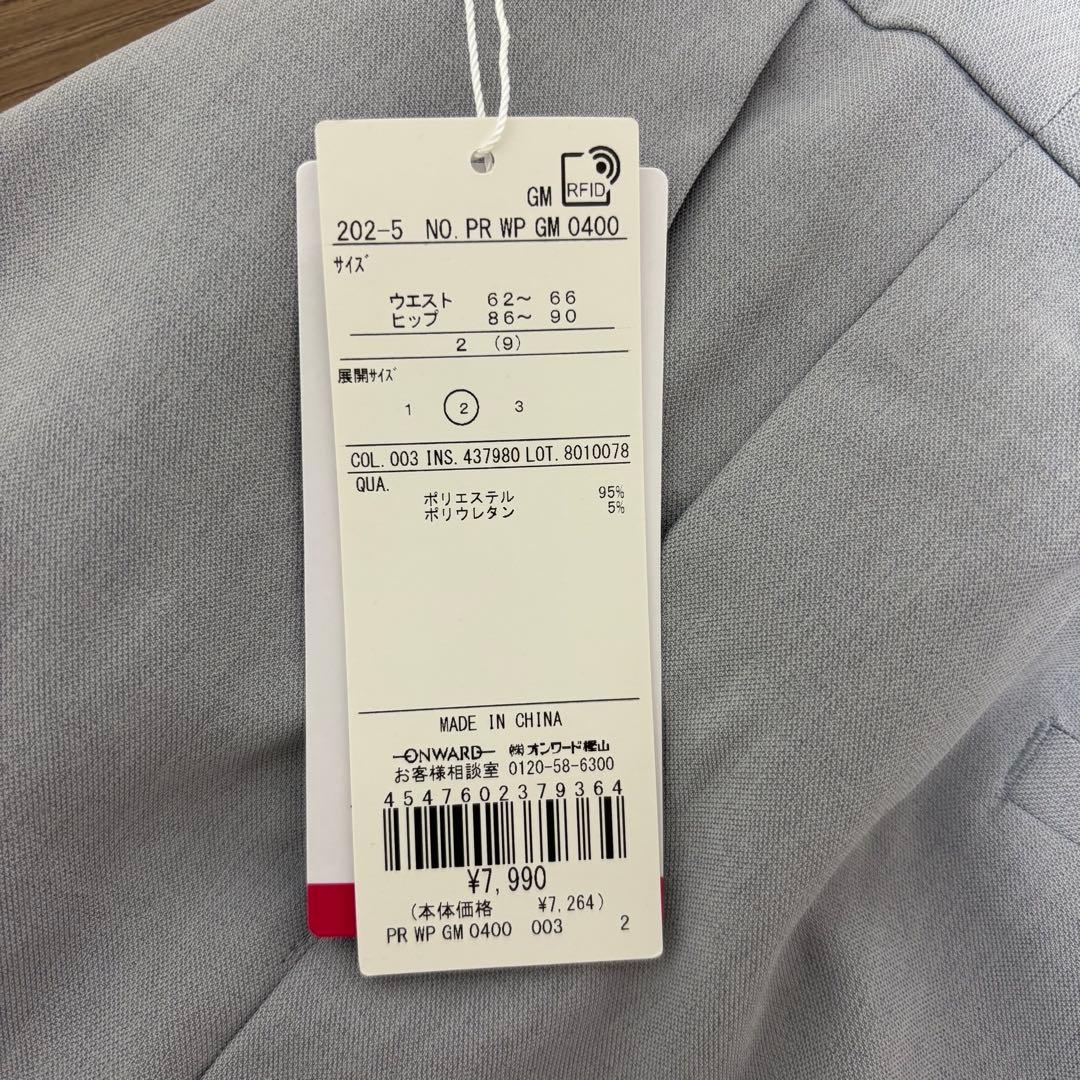 RFID
GM
202-5 NO. PR WP GM 0400
サイズ
ウエスト 62～ 66
ヒップ 86～ 90
2 (9)
展開サイズ
1 2 3
COL. 003 INS. 437980 LOT. 8010078
QUA.
ポリエステル 95%
ポリウレタン 5%
MADE IN CHINA
ONWARD ㈱オンワード樫山
お客様相談室 0120-58-6300
4547602379364
¥7,990
(本体価格 ¥7,264)
PR WP GM 0400 003 2